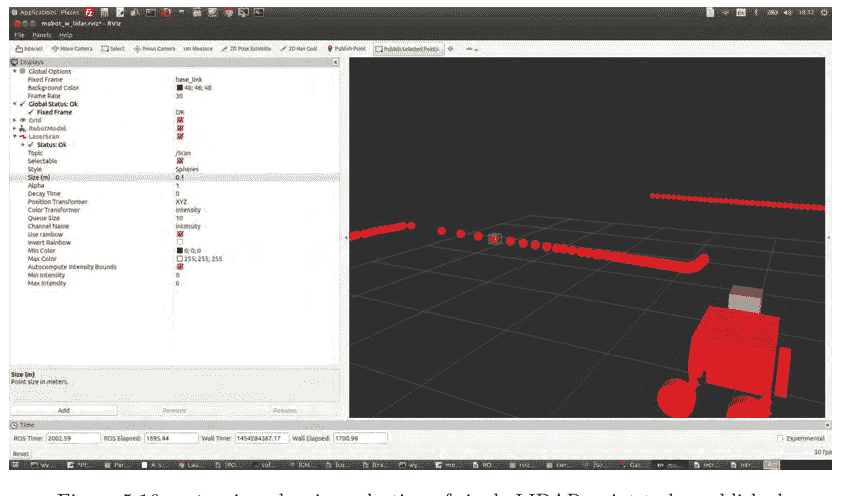 Applications Places
18:52
mobot_w_lidar.rviz* - RViz
File Panels Help
Interact Move Camera Select Focus Camera Measure 2D Pose Estimate 2D Nav Goal Publish Point Publish Selected Points
Displays
Global Options
Fixed Frame base_link
Background Color 48; 48; 48
Frame Rate 30
Global Status: Ok
Fixed Frame OK
Grid
RobotModel
LaserScan
Status: Ok
Topic /scan
Selectable
Style Spheres
Size (m) 0.1
Alpha 1
Decay Time 0
Position Transformer XYZ
Color Transformer Intensity
Queue Size 10
Channel Name intensity
Use rainbow
Invert Rainbow
Min Color 0; 0; 0
Max Color 255; 255; 255
Autocompute Intensity Bounds
Min Intensity 0
Max Intensity 0
Size (m)
Point size in meters.
Add Remove Rename
Time
ROS Time: 2002.59 ROS Elapsed: 1695.44 Wall Time: 1454284387.17 Wall Elapsed: 1700.96 Experimental
Reset